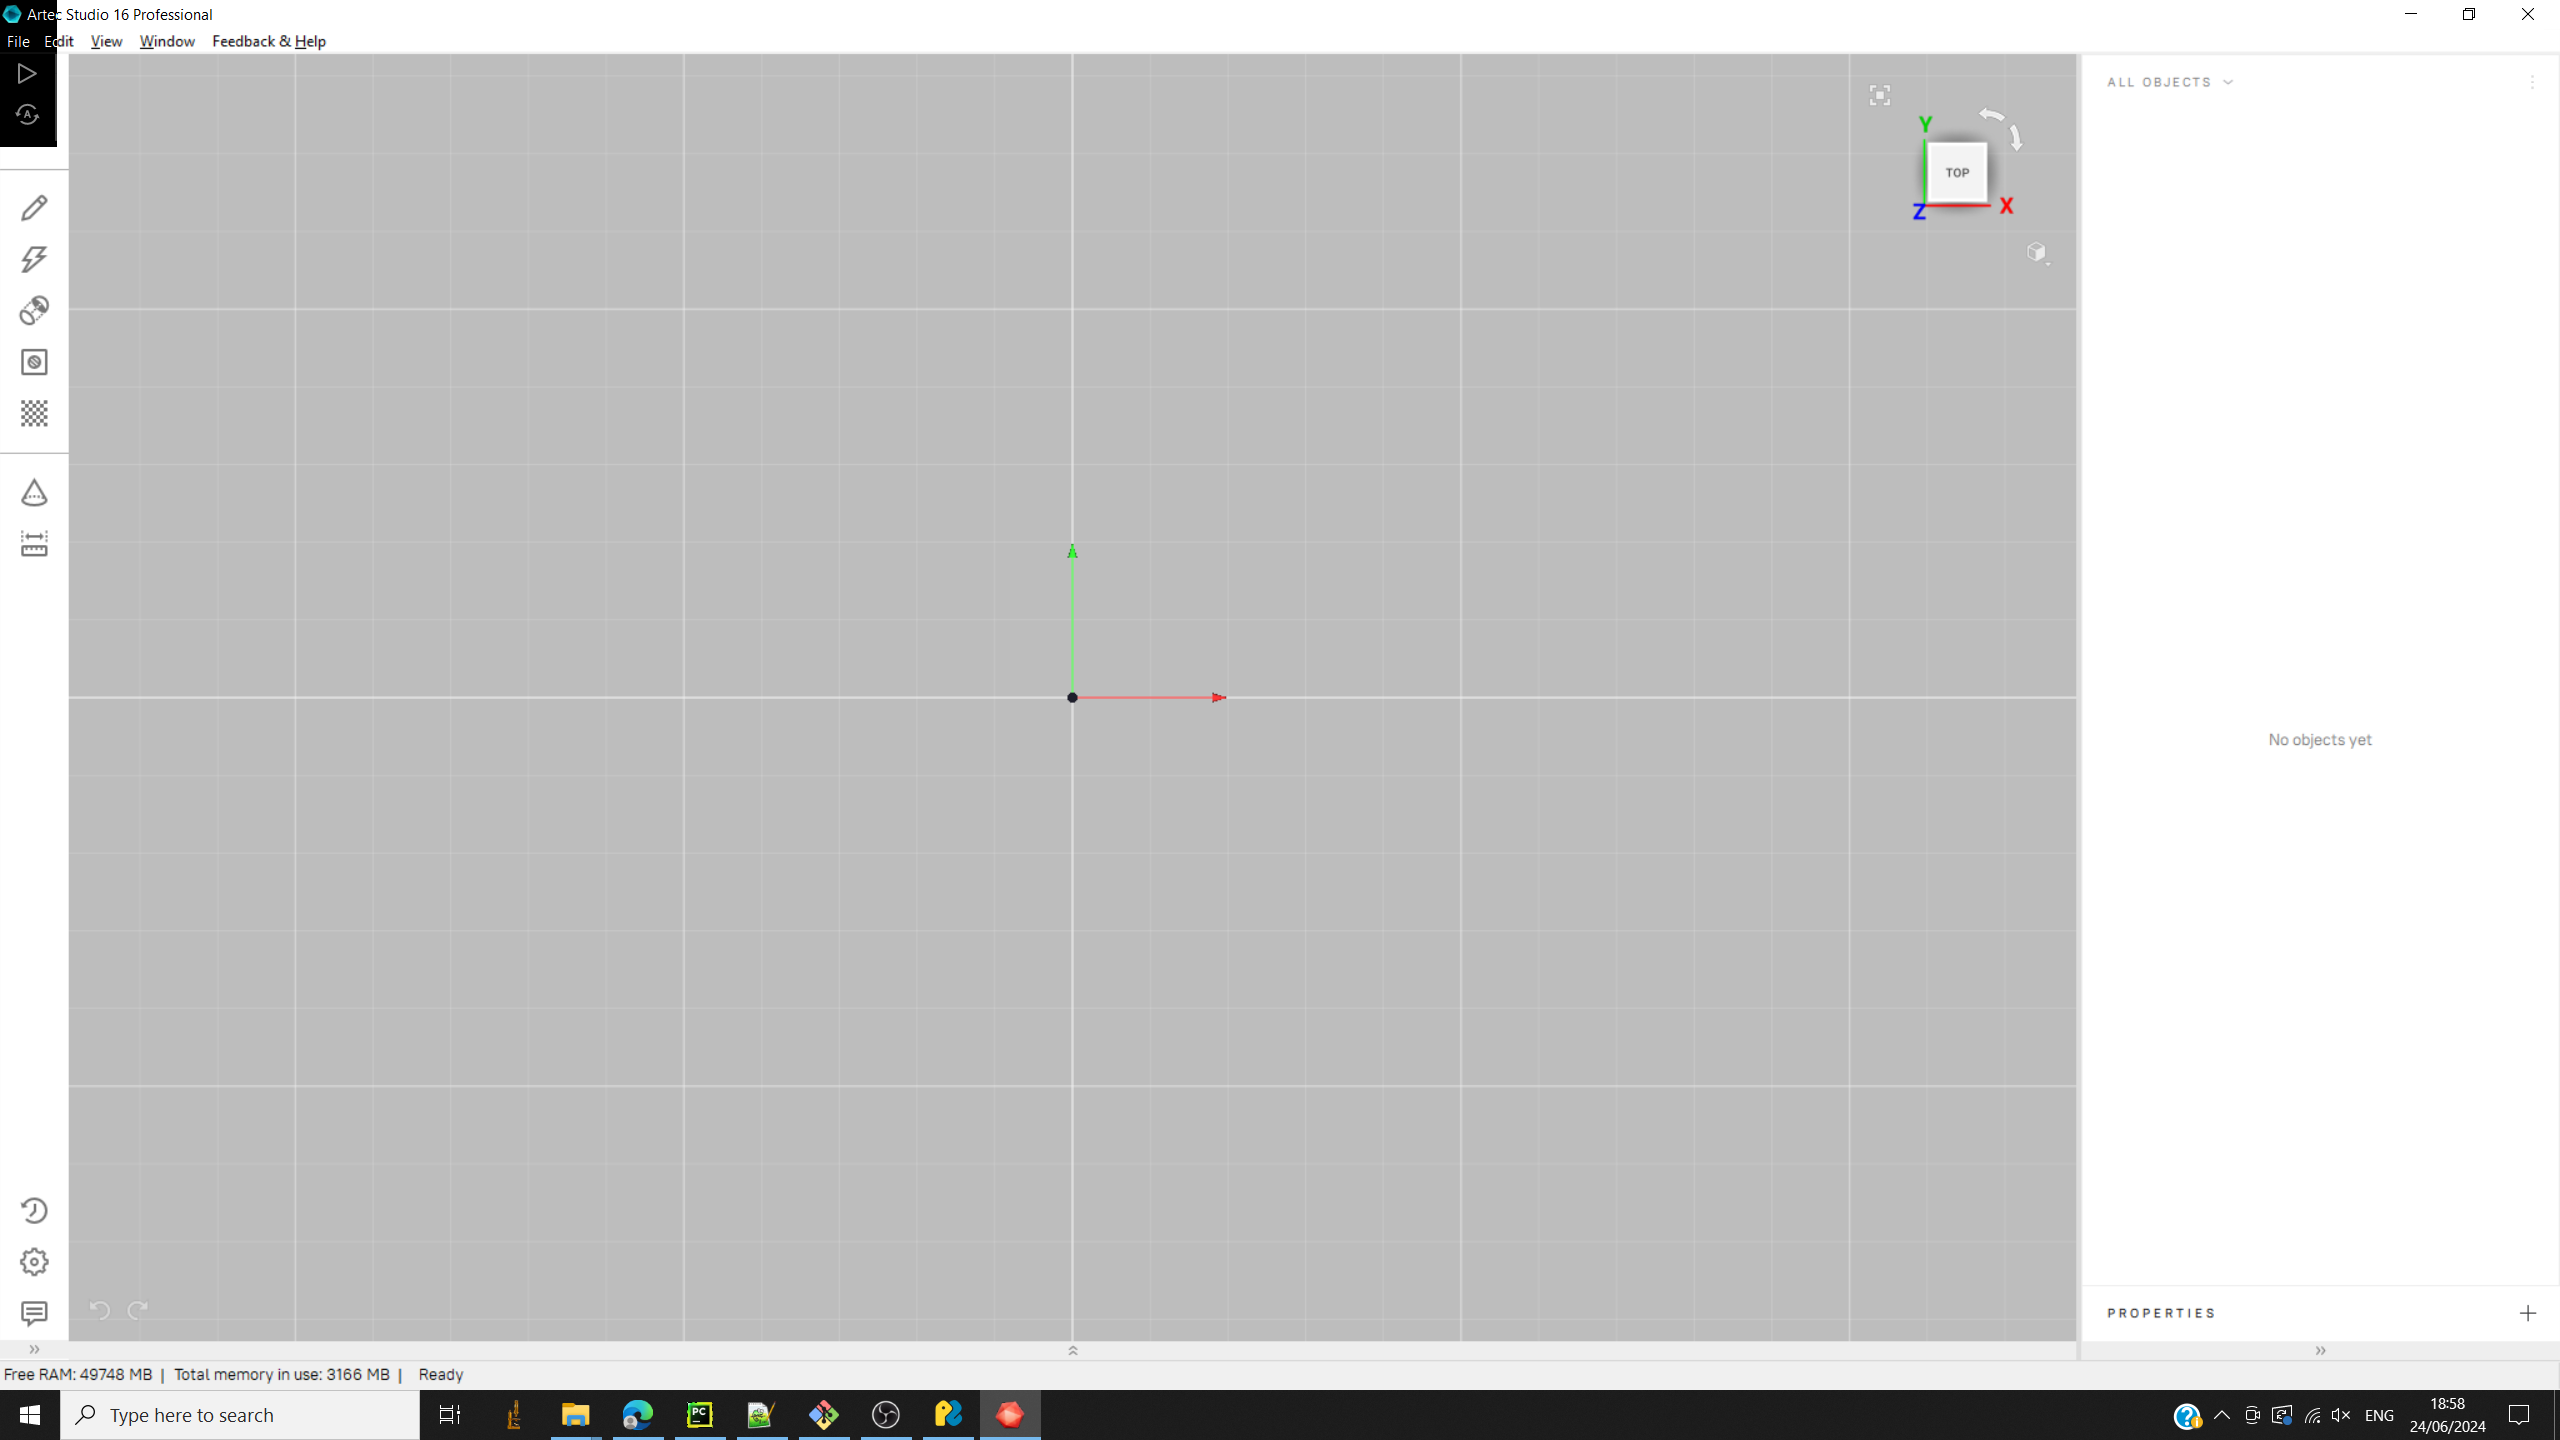 Artec Studio 16 Professional
File Edit View Window Feedback & Help
A
ALL OBJECTS
Y
TOP
Z X
No objects yet
PROPERTIES
Free RAM: 49748 MB | Total memory in use: 3166 MB | Ready
Type here to search
PC
ENG
18:58
24/06/2024